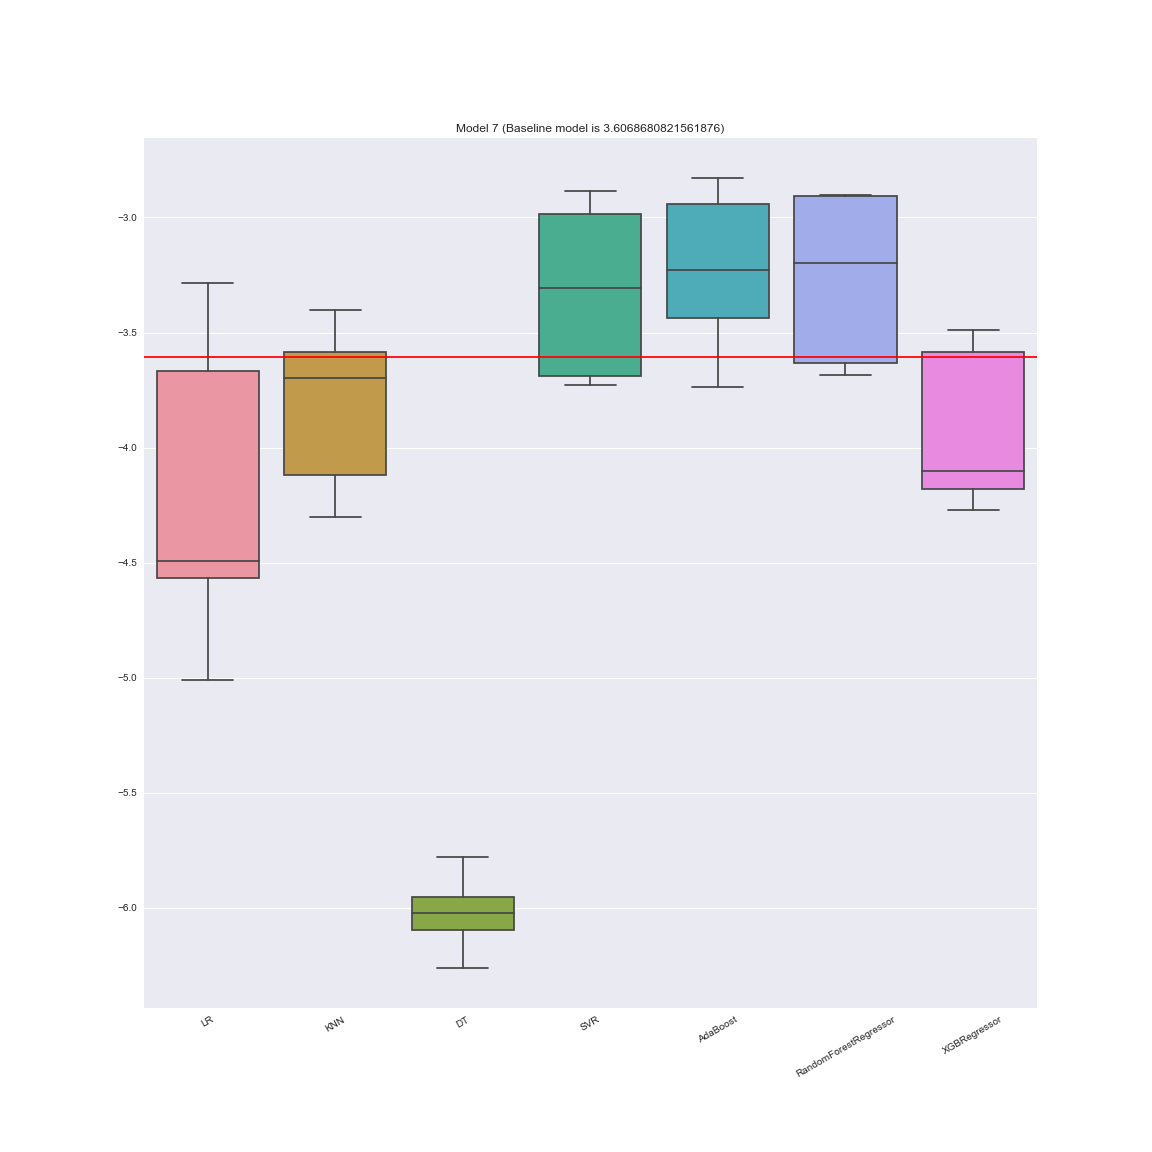 Model 7 (Baseline model is 3.6068680821561876)
−3.0
−3.5
−4.0
−4.5
−5.0
−5.5
−6.0
LR
KNN
DT
SVR
AdaBoost
RandomForestRegressor
XGBRegressor